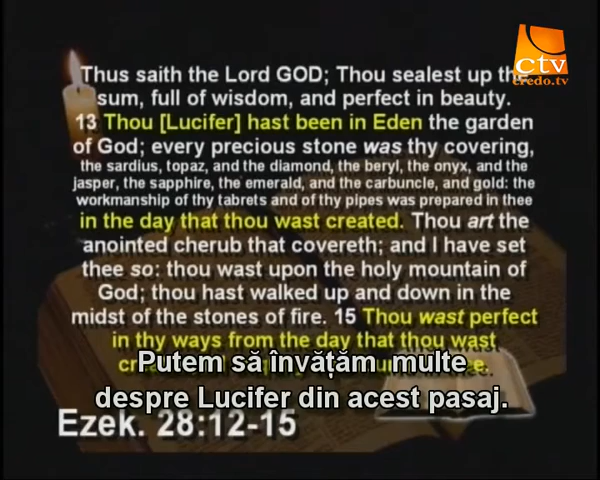 ctv
credo.tv
Thus saith the Lord GOD; Thou sealest up the
sum, full of wisdom, and perfect in beauty.
13 Thou [Lucifer] hast been in Eden the garden
of God; every precious stone was thy covering,
the sardius, topaz, and the diamond, the beryl, the onyx, and the
jasper, the sapphire, the emerald, and the carbuncle, and gold: the
workmanship of thy tabrets and of thy pipes was prepared in thee
in the day that thou wast created. Thou art the
anointed cherub that covereth; and I have set
thee so: thou wast upon the holy mountain of
God; thou hast walked up and down in the
midst of the stones of fire. 15 Thou wast perfect
in thy ways from the day that thou wast
Putem să învățăm multe
despre Lucifer din acest pasaj.
Ezek. 28:12-15